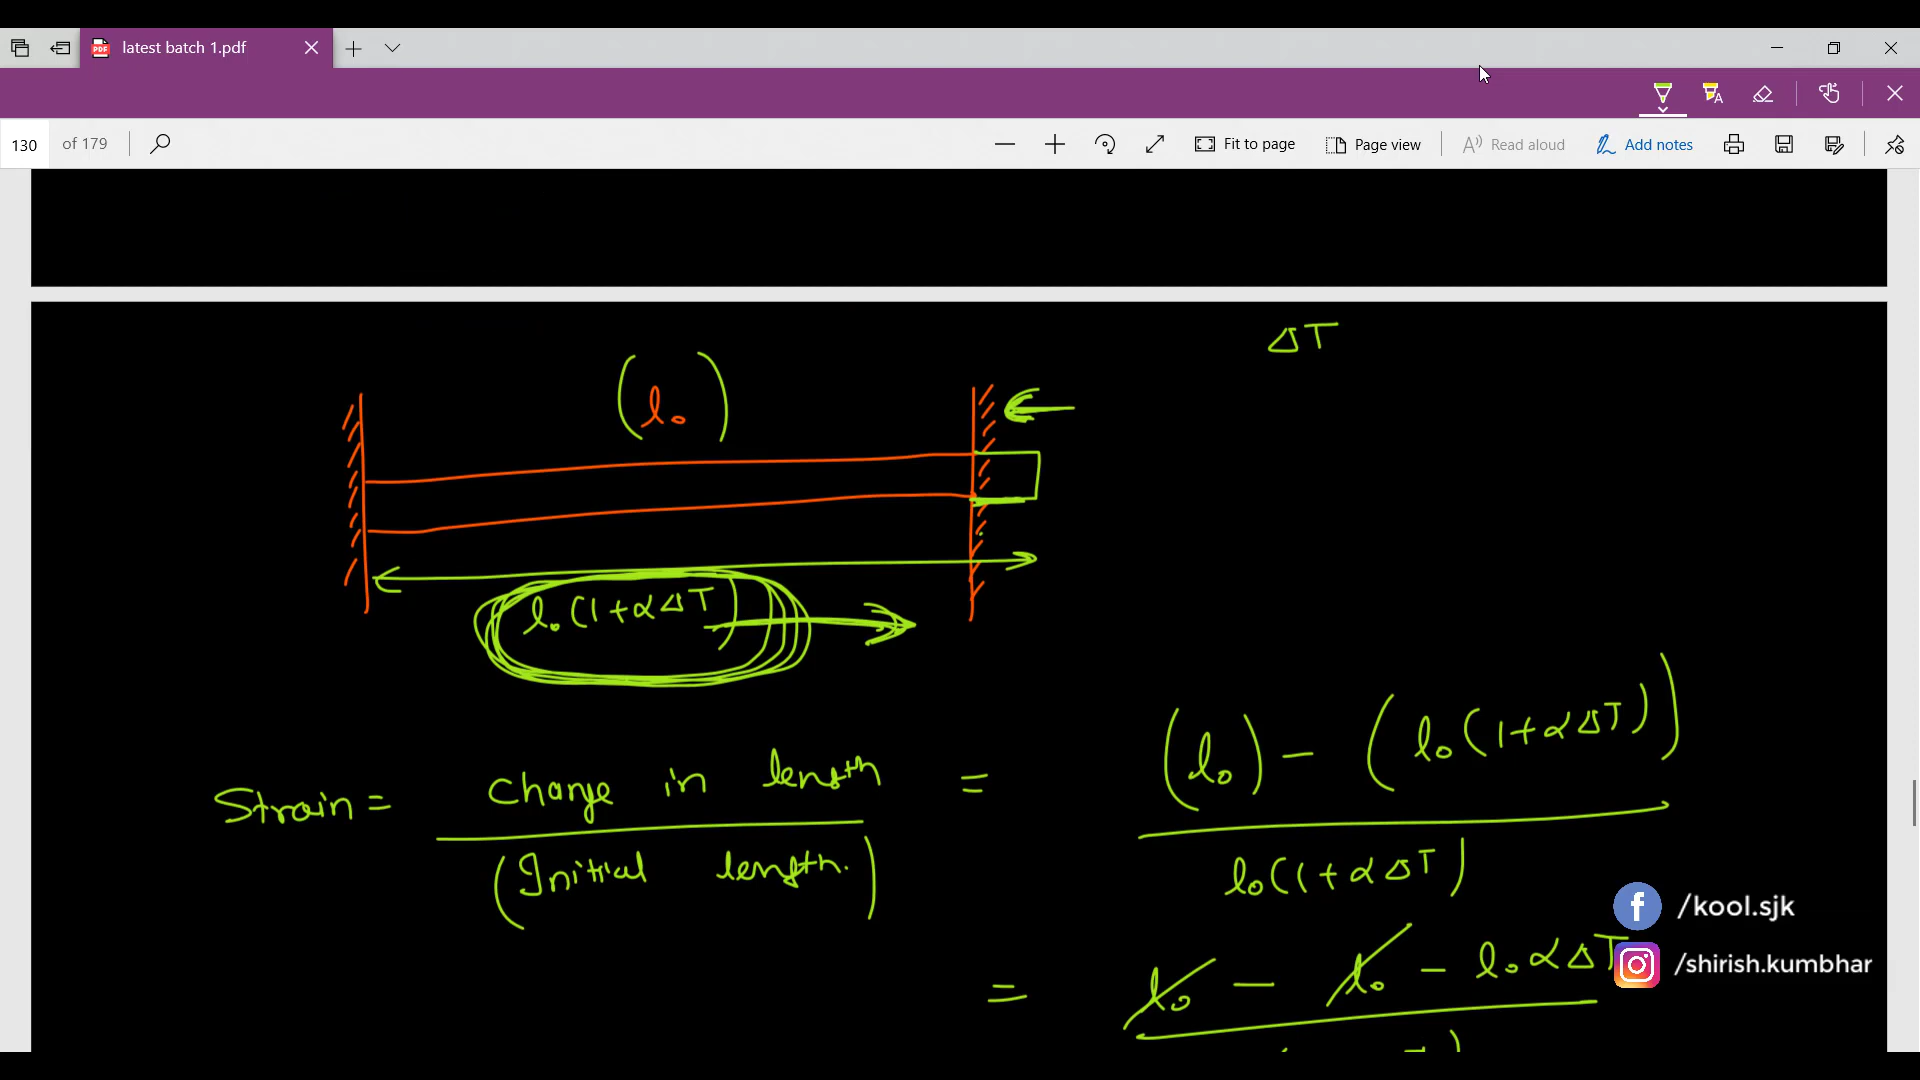 latest batch 1.pdf
130 of 179
Fit to page
Page view
Read aloud
Add notes
ΔT
(l₀)
l₀(1+αΔT)
Strain = Change in length / (Initial length.) = (l₀) - (l₀(1+αΔT)) / l₀(1+αΔT)
= l₀ - l₀ - l₀αΔT
/kool.sjk
/shirish.kumbhar